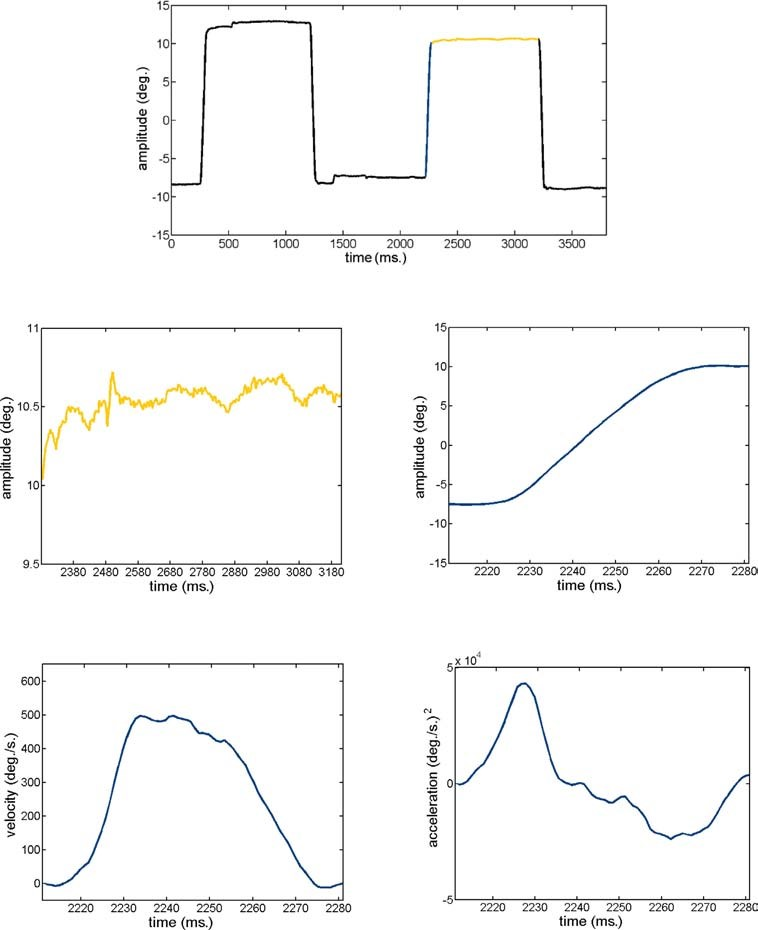 15
10
5
0
-5
-10
-15
amplitude (deg.)
0 500 1000 1500 2000 2500 3000 3500
time (ms.)
11
10.5
10
9.5
amplitude (deg.)
2380 2480 2580 2680 2780 2880 2980 3080 3180
time (ms.)
15
10
5
0
-5
-10
-15
amplitude (deg.)
2220 2230 2240 2250 2260 2270 2280
time (ms.)
600
500
400
300
200
100
0
velocity (deg./s.)
2220 2230 2240 2250 2260 2270 2280
time (ms.)
5 x 10 4
0
-5
acceleration (deg./s.) 2
2220 2230 2240 2250 2260 2270 2280
time (ms.)